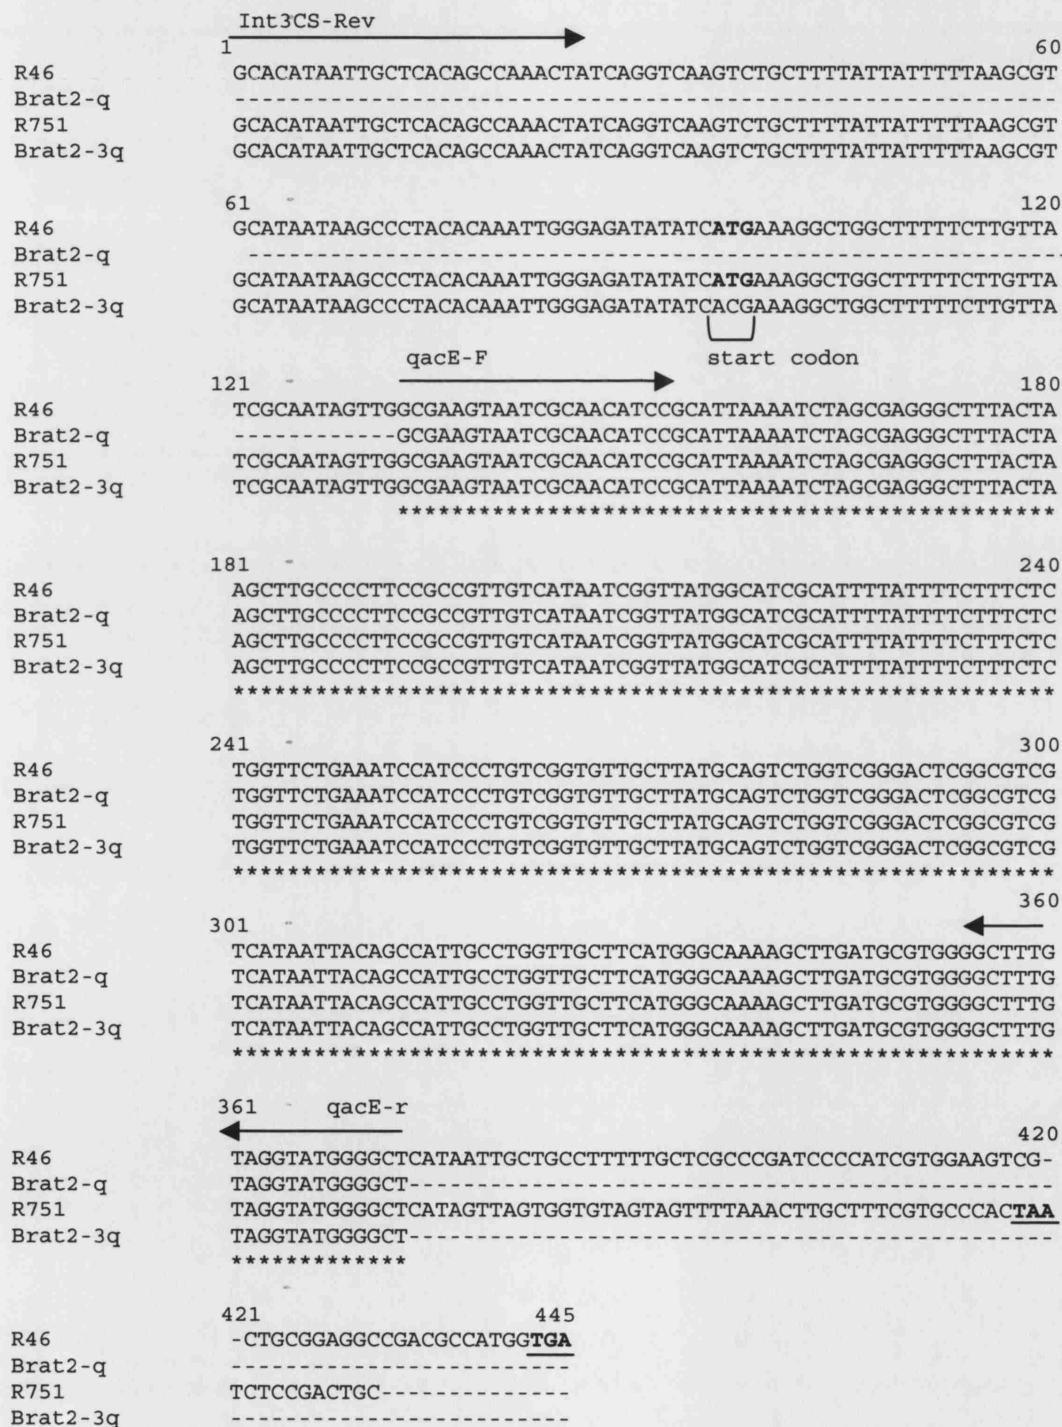 Int3CS-Rev
1 60
R46 GCACATAATTGCTCACAGCCAAACTATCAGGTCAAGTCTGCTTTTATTATTTTTAAGCGT
Brat2-q ------------------------------------------------------------
R751 GCACATAATTGCTCACAGCCAAACTATCAGGTCAAGTCTGCTTTTATTATTTTTAAGCGT
Brat2-3q GCACATAATTGCTCACAGCCAAACTATCAGGTCAAGTCTGCTTTTATTATTTTTAAGCGT
61 120
R46 GCATAATAAGCCCTACACAAATTGGGAGATATATCATGAAAGGCTGGCTTTTTCTTGTTA
Brat2-q -----------------------------------------------------------
R751 GCATAATAAGCCCTACACAAATTGGGAGATATATCATGAAAGGCTGGCTTTTTCTTGTTA
Brat2-3q GCATAATAAGCCCTACACAAATTGGGAGATATATCACGAAAGGCTGGCTTTTTCTTGTTA
qacE-F start codon
121 180
R46 TCGCAATAGTTGGCGAAGTAATCGCAACATCCGCATTAAAATCTAGCGAGGGCTTTACTA
Brat2-q ------------GCGAAGTAATCGCAACATCCGCATTAAAATCTAGCGAGGGCTTTACTA
R751 TCGCAATAGTTGGCGAAGTAATCGCAACATCCGCATTAAAATCTAGCGAGGGCTTTACTA
Brat2-3q TCGCAATAGTTGGCGAAGTAATCGCAACATCCGCATTAAAATCTAGCGAGGGCTTTACTA
************************************************
181 240
R46 AGCTTGCCCCTTCCGCCGTTGTCATAATCGGTTATGGCATCGCATTTTATTTTCTTTCTC
Brat2-q AGCTTGCCCCTTCCGCCGTTGTCATAATCGGTTATGGCATCGCATTTTATTTTCTTTCTC
R751 AGCTTGCCCCTTCCGCCGTTGTCATAATCGGTTATGGCATCGCATTTTATTTTCTTTCTC
Brat2-3q AGCTTGCCCCTTCCGCCGTTGTCATAATCGGTTATGGCATCGCATTTTATTTTCTTTCTC
************************************************************
241 300
R46 TGGTTCTGAAATCCATCCCTGTCGGTGTTGCTTATGCAGTCTGGTCGGGACTCGGCGTCG
Brat2-q TGGTTCTGAAATCCATCCCTGTCGGTGTTGCTTATGCAGTCTGGTCGGGACTCGGCGTCG
R751 TGGTTCTGAAATCCATCCCTGTCGGTGTTGCTTATGCAGTCTGGTCGGGACTCGGCGTCG
Brat2-3q TGGTTCTGAAATCCATCCCTGTCGGTGTTGCTTATGCAGTCTGGTCGGGACTCGGCGTCG
************************************************************
301 360
R46 TCATAATTACAGCCATTGCCTGGTTGCTTCATGGGCAAAAGCTTGATGCGTGGGGCTTTG
Brat2-q TCATAATTACAGCCATTGCCTGGTTGCTTCATGGGCAAAAGCTTGATGCGTGGGGCTTTG
R751 TCATAATTACAGCCATTGCCTGGTTGCTTCATGGGCAAAAGCTTGATGCGTGGGGCTTTG
Brat2-3q TCATAATTACAGCCATTGCCTGGTTGCTTCATGGGCAAAAGCTTGATGCGTGGGGCTTTG
************************************************************
361 qacE-r 420
R46 TAGGTATGGGGCTCATAATTGCTGCCTTTTTGCTCGCCCGATCCCCATCGTGGAAGTCG-
Brat2-q TAGGTATGGGGCT-----------------------------------------------
R751 TAGGTATGGGGCTCATAGTTAGTGGTGTAGTAGTTTTAAACTTGCTTTCGTGCCCACTAA
Brat2-3q TAGGTATGGGGCT-----------------------------------------------
*************
421 445
R46 -CTGCGGAGGCCGACGCCATGGTGA
Brat2-q -------------------------
R751 TCTCCGACTGC--------------
Brat2-3q -------------------------